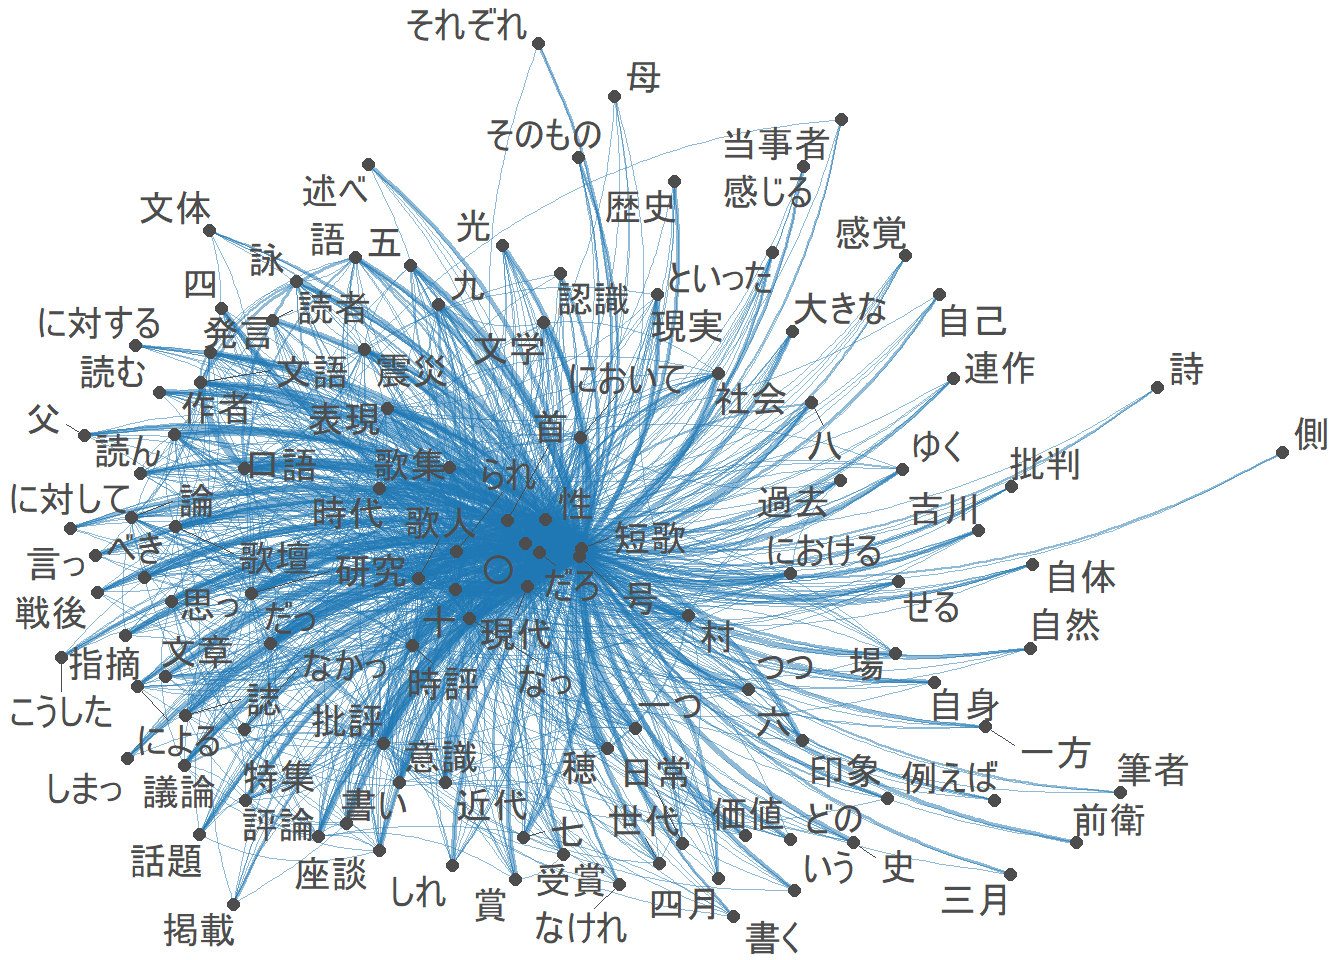 それぞれ
母
そのもの
当事者
述べ
感じる
文体
歴史
光
語
五
感覚
詠
といった
四
九
認識
読者
大きな
に対する
発言
現実
自己
文学
読む
文語
震災
において
連作
詩
作者
社会
父
表現
首
側
読ん
口語
歌集
られ
八
ゆく
批判
に対して
論
時代
歌人
性
過去
吉川
べき
短歌
における
言っ
歌壇
研究
だろ
自体
戦後
思っ
だっ
号
せる
十
現代
村
自然
指摘
文章
なかっ
時評
なっ
つつ
場
こうした
誌
一つ
自身
批評
六
による
意識
穂
日常
一方
しまっ
議論
特集
印象
例えば
筆者
書い
近代
評論
七
世代
価値
どの
前衛
話題
座談
しれ
受賞
いう
史
賞
四月
三月
掲載
なけれ
書く